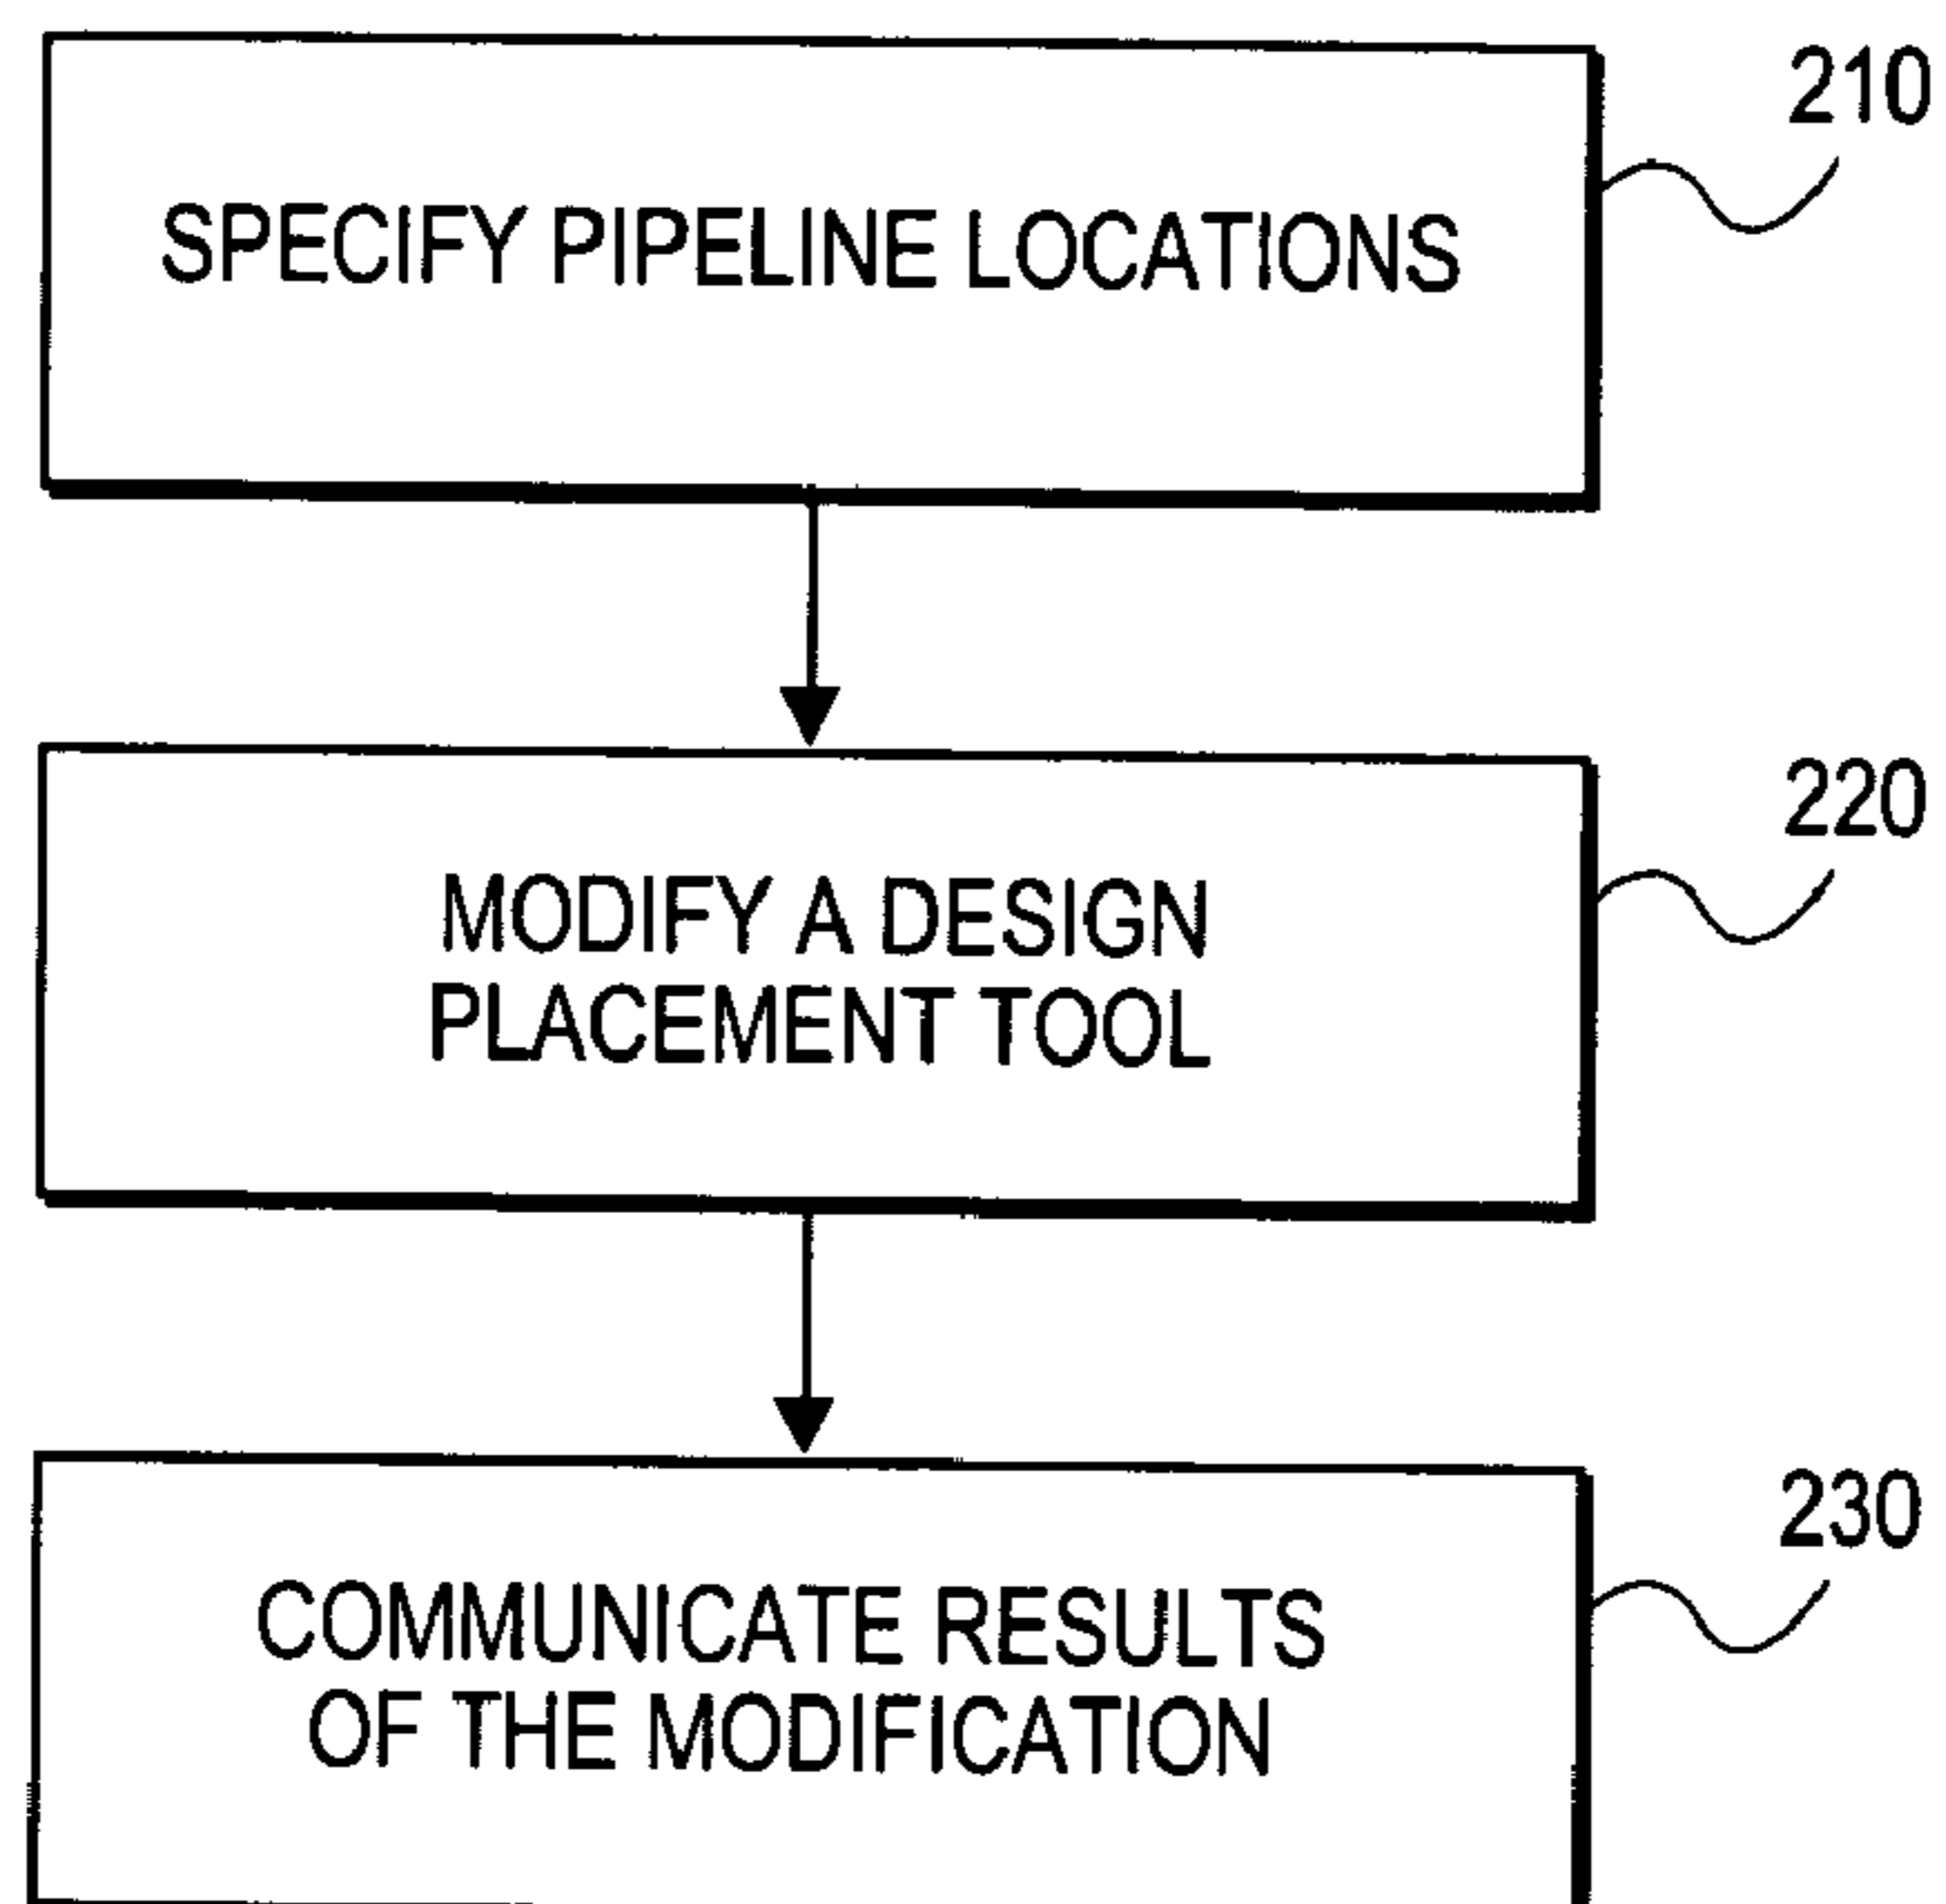 210
SPECIFY PIPELINE LOCATIONS
220
MODIFY A DESIGN
PLACEMENT TOOL
230
COMMUNICATE RESULTS
OF THE MODIFICATION